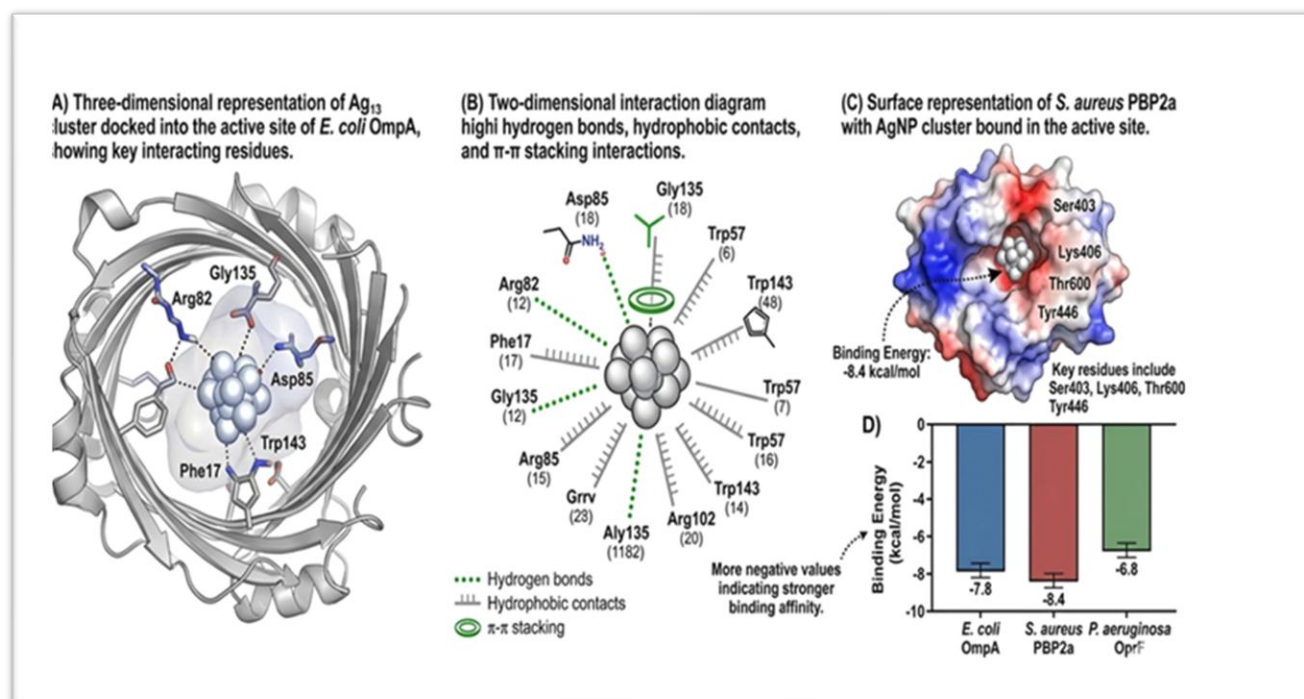 A) Three-dimensional representation of Ag13
luster docked into the active site of E. coli OmpA,
howing key interacting residues.
Gly135
Arg82
Asp85
Trp143
Phe17
(B) Two-dimensional interaction diagram
highi hydrogen bonds, hydrophobic contacts,
and π-π stacking interactions.
Asp85
(18)
NH2
Gly135
(18)
Trp57
(6)
Arg82
(12)
Trp143
(48)
Phe17
(17)
Gly135
(12)
Trp57
(7)
Arg85
(15)
Trp57
(16)
Grrv
(28)
Trp143
(14)
Aly135
(1182)
Arg102
(20)
Hydrogen bonds
Hydrophobic contacts
π-π stacking
(C) Surface representation of S. aureus PBP2a
with AgNP cluster bound in the active site.
Ser403
Lys406
Thr600
Tyr446
Binding Energy:
-8.4 kcal/mol
Key residues include
Ser403, Lys406, Thr600
Tyr446
D)
Binding Energy
(kcal/mol)
0
-2
-4
-6
-8
-10
-7.8
-8.4
-6.8
E. coli
OmpA
S. aureus
PBP2a
P. aeruginosa
OprF
More negative values
indicating stronger
binding affinity.